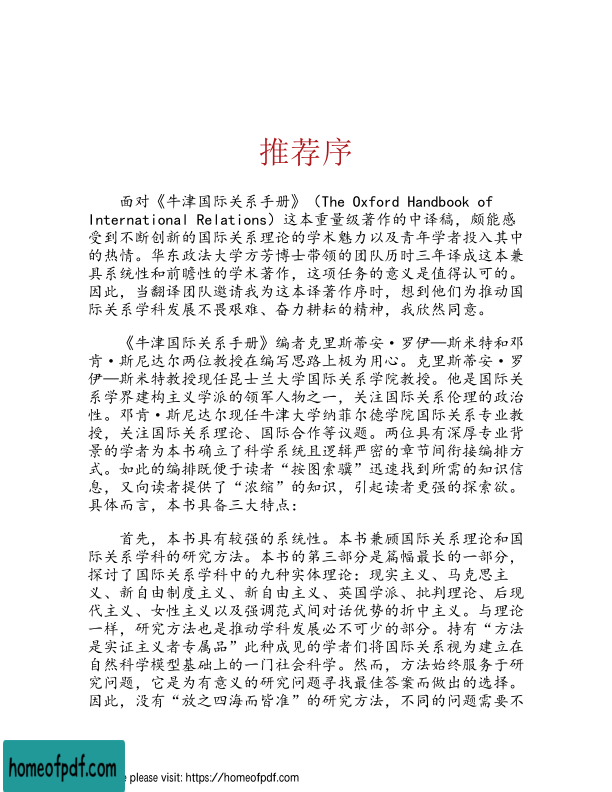 推荐序
面对《牛津国际关系手册》（The Oxford Handbook of
International Relations）这本重量级著作的中译稿，颇能感
受到不断创新的国际关系理论的学术魅力以及青年学者投入其中
的热情。华东政法大学方芳博士带领的团队历时三年译成这本兼
具系统性和前瞻性的学术著作，这项任务的意义是值得认可的。
因此，当翻译团队邀请我为这本译著作序时，想到他们为推动国
际关系学科发展不畏艰难、奋力耕耘的精神，我欣然同意。
《牛津国际关系手册》编者克里斯蒂安·罗伊—斯米特和邓
肯·斯尼达尔两位教授在编写思路上极为用心。克里斯蒂安·罗
伊—斯米特教授现任昆士兰大学国际关系学院教授。他是国际关
系学界建构主义学派的领军人物之一，关注国际关系伦理的政治
性。邓肯·斯尼达尔现任牛津大学纳菲尔德学院国际关系专业教
授，关注国际关系理论、国际合作等议题。两位具有深厚专业背
景的学者为本书确立了科学系统且逻辑严密的章节间衔接编排方
式。如此的编排既便于读者“按图索骥”迅速找到所需的知识信
息，又向读者提供了“浓缩”的知识，引起读者更强的探索欲。
具体而言，本书具备三大特点：
首先，本书具有较强的系统性。本书兼顾国际关系理论和国
际关系学科的研究方法。本书的第三部分是篇幅最长的一部分，
探讨了国际关系学科中的九种实体理论：现实主义、马克思主
义、新自由制度主义、新自由主义、英国学派、批判理论、后现
代主义、女性主义以及强调范式间对话优势的折中主义。与理论
一样，研究方法也是推动学科发展必不可少的部分。持有“方法
是实证主义者专属品”此种成见的学者们将国际关系视为建立在
自然科学模型基础上的一门社会科学。然而，方法始终服务于研
究问题，它是为有意义的研究问题寻找最佳答案而做出的选择。
因此，没有“放之四海而皆准”的研究方法，不同的问题需要不
homeofpdf.com
e please visit: https://homeofpdf.com